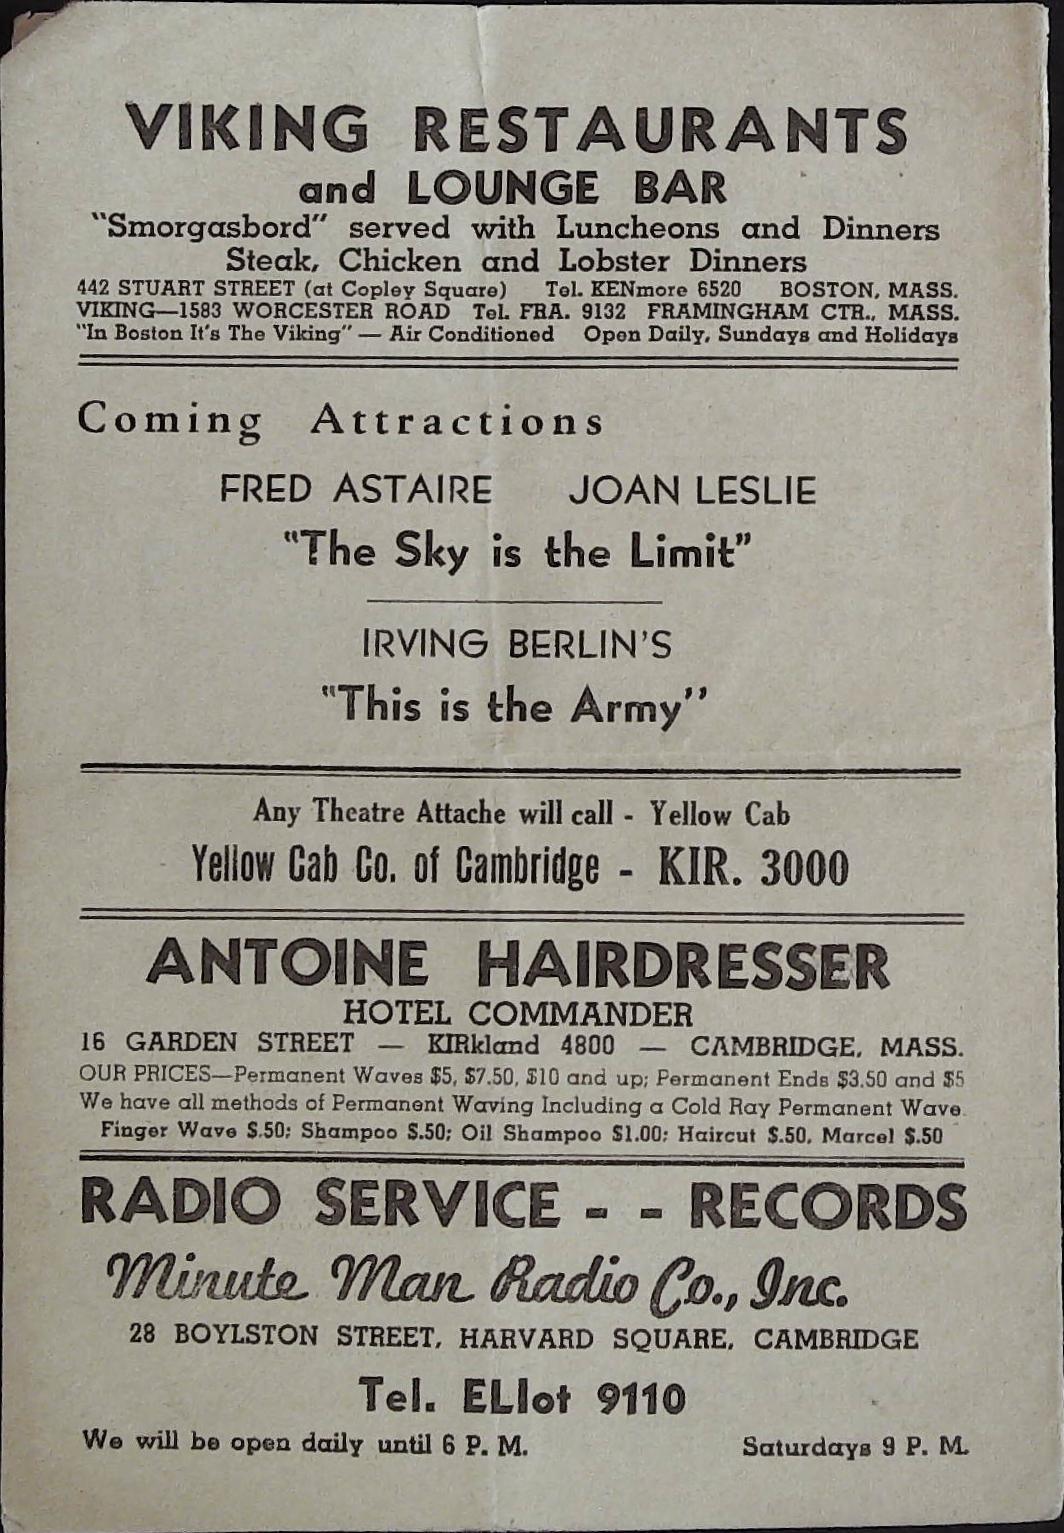 VIKING RESTAURANTS
and LOUNGE BAR
"Smorgasbord" served with Luncheons and Dinners
Steak, Chicken and Lobster Dinners
442 STUART STREET (at Copley Square) Tel. KENmore 6520 BOSTON, MASS.
VIKING—1583 WORCESTER ROAD Tel. FRA. 9132 FRAMINGHAM CTR., MASS.
"In Boston It's The Viking" — Air Conditioned Open Daily, Sundays and Holidays
Coming Attractions
FRED ASTAIRE JOAN LESLIE
"The Sky is the Limit"
IRVING BERLIN'S
"This is the Army"
Any Theatre Attache will call - Yellow Cab
Yellow Cab Co. of Cambridge - KIR. 3000
ANTOINE HAIRDRESSER
HOTEL COMMANDER
16 GARDEN STREET — KIRkland 4800 — CAMBRIDGE, MASS.
OUR PRICES—Permanent Waves $5, $7.50, $10 and up; Permanent Ends $3.50 and $5
We have all methods of Permanent Waving Including a Cold Ray Permanent Wave.
Finger Wave $.50; Shampoo $.50; Oil Shampoo $1.00; Haircut $.50, Marcel $.50
RADIO SERVICE - - RECORDS
Minute Man Radio Co., Inc.
28 BOYLSTON STREET, HARVARD SQUARE, CAMBRIDGE
Tel. ELIot 9110
We will be open daily until 6 P. M. Saturdays 9 P. M.